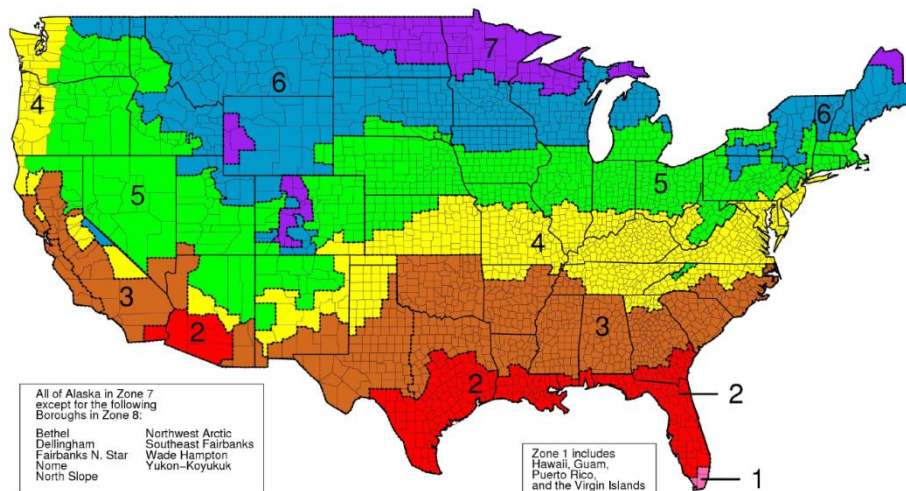 7
6
4
6
5
5
4
3
3
2
2
2
1
All of Alaska in Zone 7
except for the following
Boroughs in Zone 8:
Bethel Northwest Arctic
Dellingham Southeast Fairbanks
Fairbanks N. Star Wade Hampton
Nome Yukon–Koyukuk
North Slope
Zone 1 includes
Hawaii, Guam,
Puerto Rico,
and the Virgin Islands